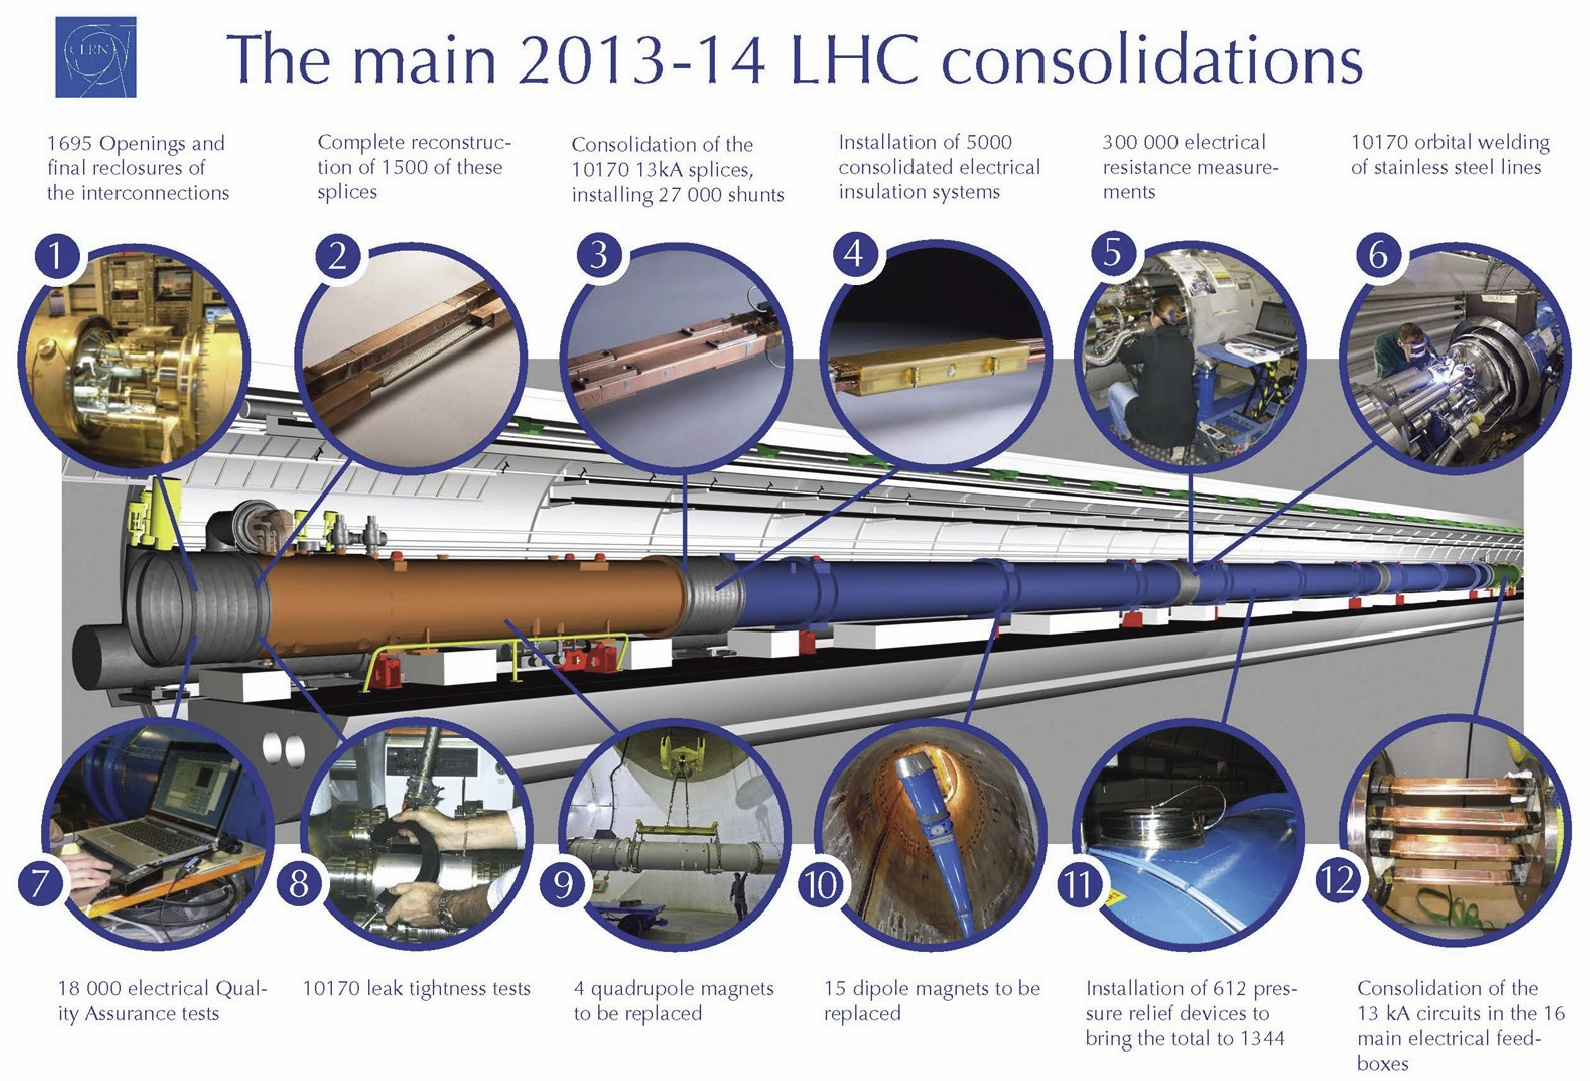 CERN
The main 2013-14 LHC consolidations
1695 Openings and
final reclosures of
the interconnections
Complete reconstruc-
tion of 1500 of these
splices
Consolidation of the
10170 13kA splices,
installing 27 000 shunts
Installation of 5000
consolidated electrical
insulation systems
300 000 electrical
resistance measure-
ments
10170 orbital welding
of stainless steel lines
1
2
3
4
5
6
7
8
9
10
11
12
18 000 electrical Qual-
ity Assurance tests
10170 leak tightness tests
4 quadrupole magnets
to be replaced
15 dipole magnets to be
replaced
Installation of 612 pres-
sure relief devices to
bring the total to 1344
Consolidation of the
13 kA circuits in the 16
main electrical feed-
boxes